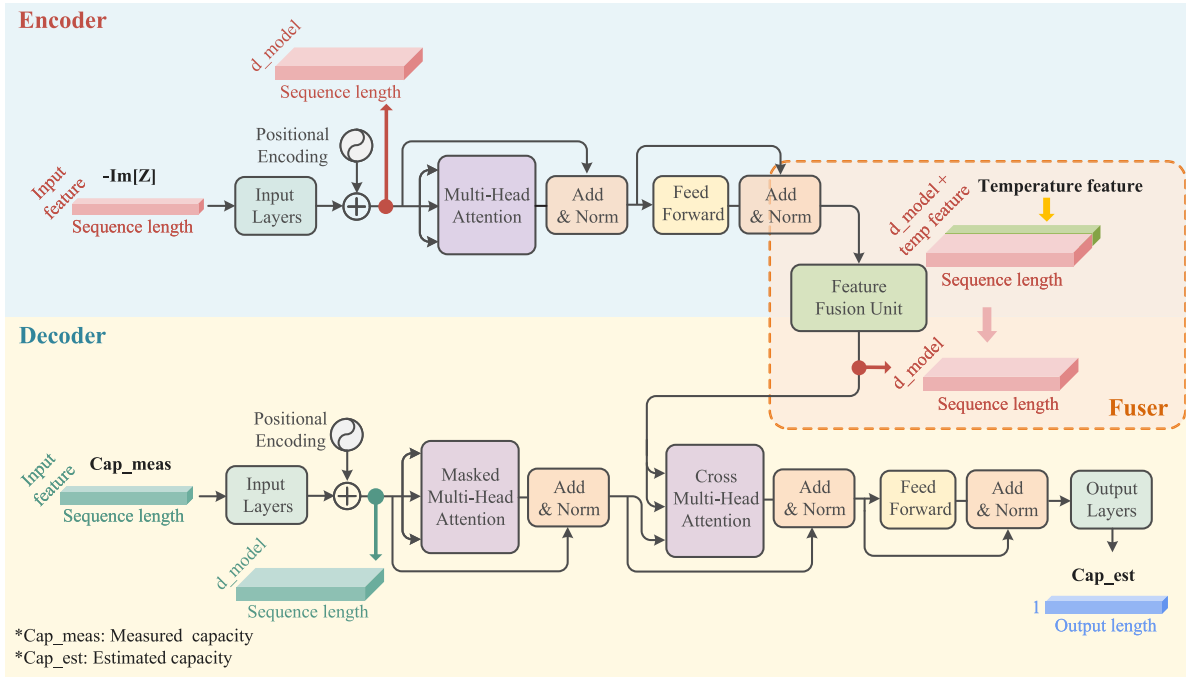 Encoder
d_model
Sequence length
Positional
Encoding
Input
feature
-Im[Z]
Sequence length
Input
Layers
Multi-Head
Attention
Add
& Norm
Feed
Forward
Add
& Norm
d_model +
temp feature
Temperature feature
Sequence length
Feature
Fusion Unit
d_model
Sequence length
Fuser
Decoder
Positional
Encoding
Input
feature
Cap_meas
Sequence length
Input
Layers
Masked
Multi-Head
Attention
Add
& Norm
Cross
Multi-Head
Attention
Add
& Norm
Feed
Forward
Add
& Norm
Output
Layers
d_model
Sequence length
Cap_est
1
Output length
*Cap_meas: Measured capacity
*Cap_est: Estimated capacity